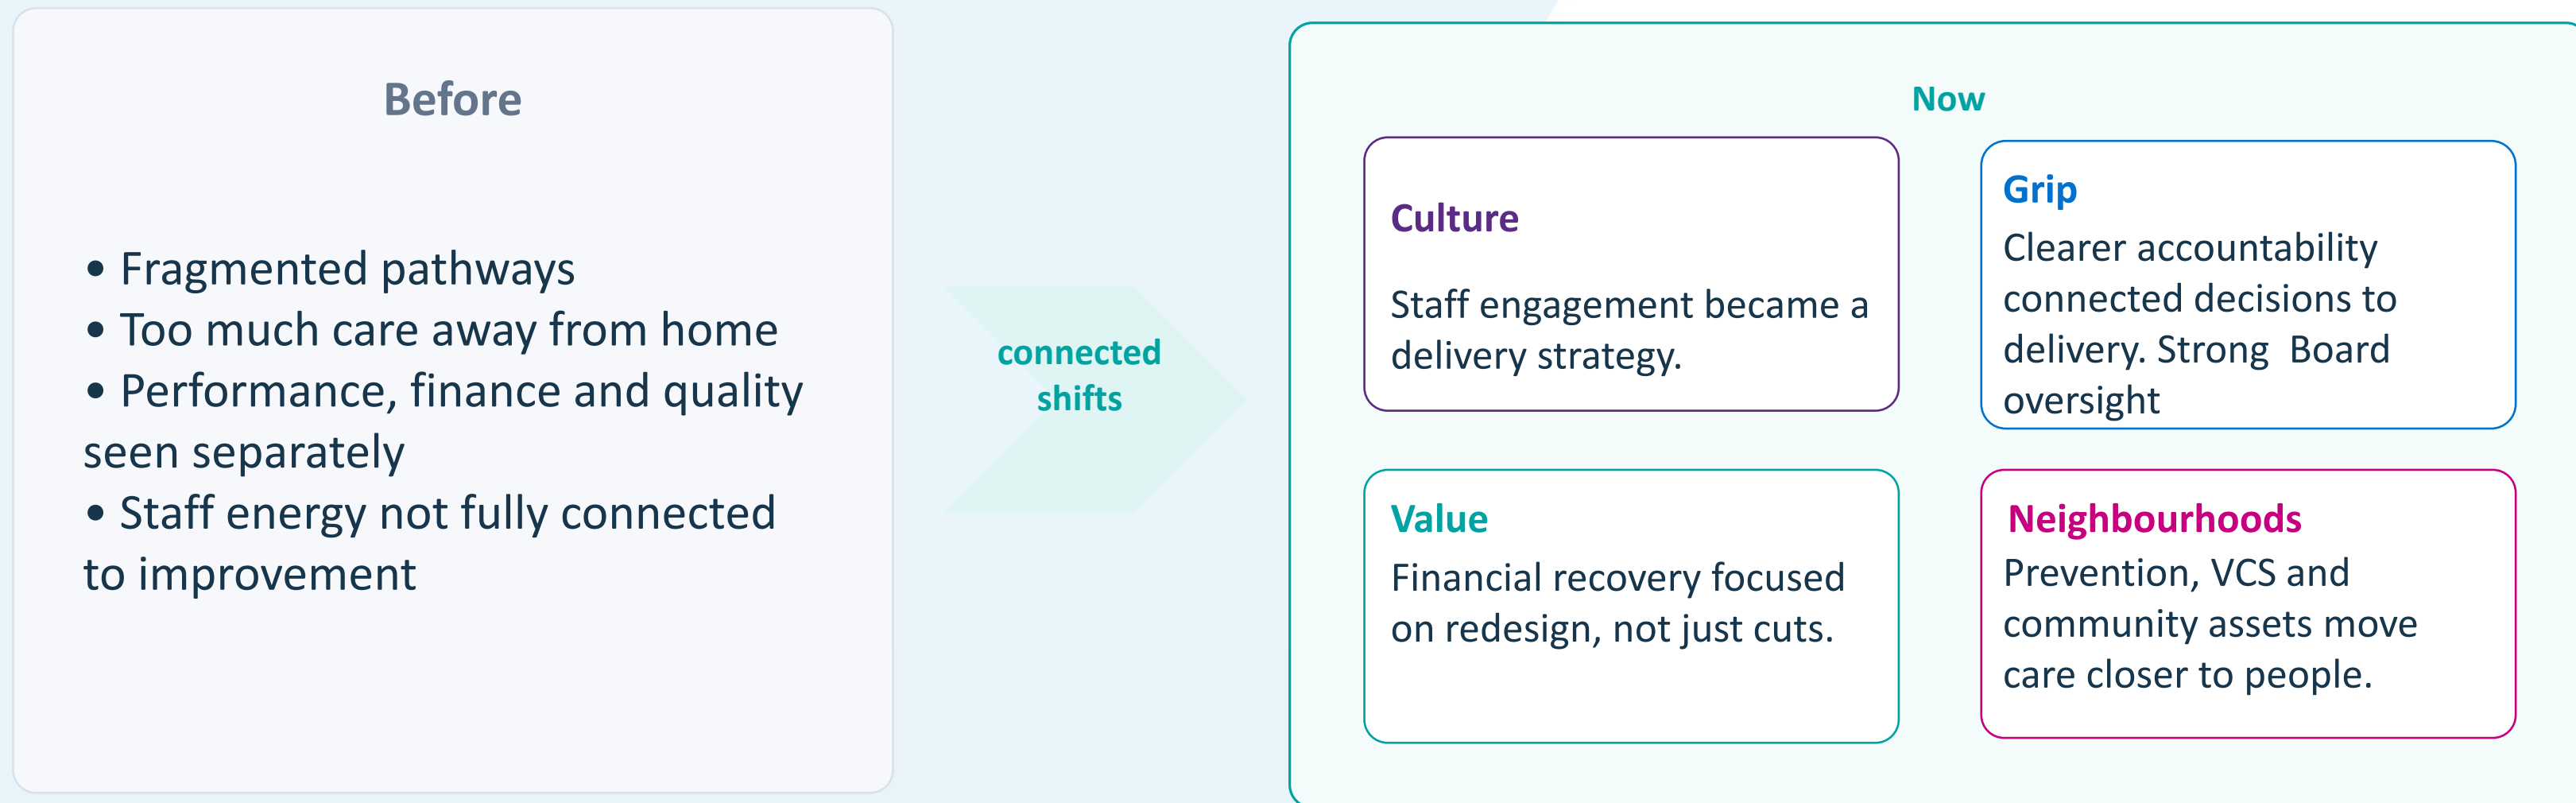 Before
• Fragmented pathways
• Too much care away from home
• Performance, finance and quality
seen separately
• Staff energy not fully connected
to improvement
connected
shifts
Now
Culture
Staff engagement became a
delivery strategy.
Grip
Clearer accountability
connected decisions to
delivery. Strong  Board
oversight
Value
Financial recovery focused
on redesign, not just cuts.
Neighbourhoods
Prevention, VCS and
community assets move
care closer to people.